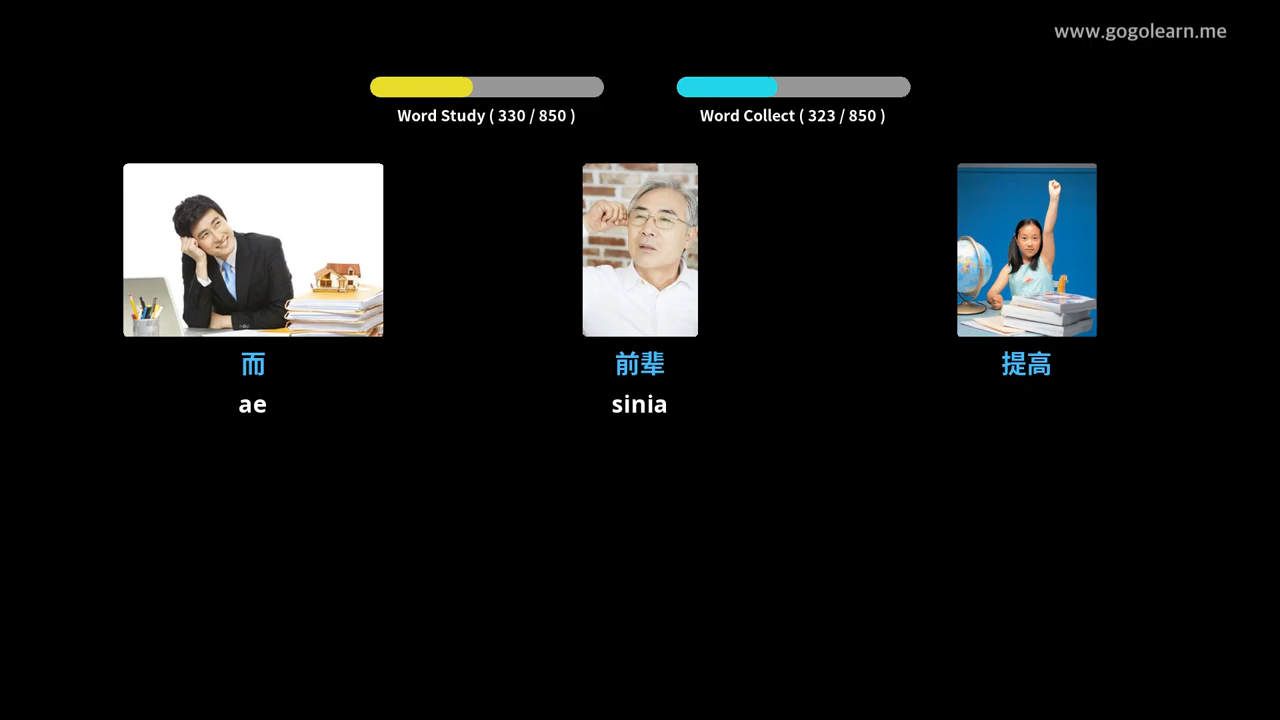 www.gogolearn.me
Word Study ( 330 / 850 )
Word Collect ( 323 / 850 )
而
前辈
提高
ae
sinia